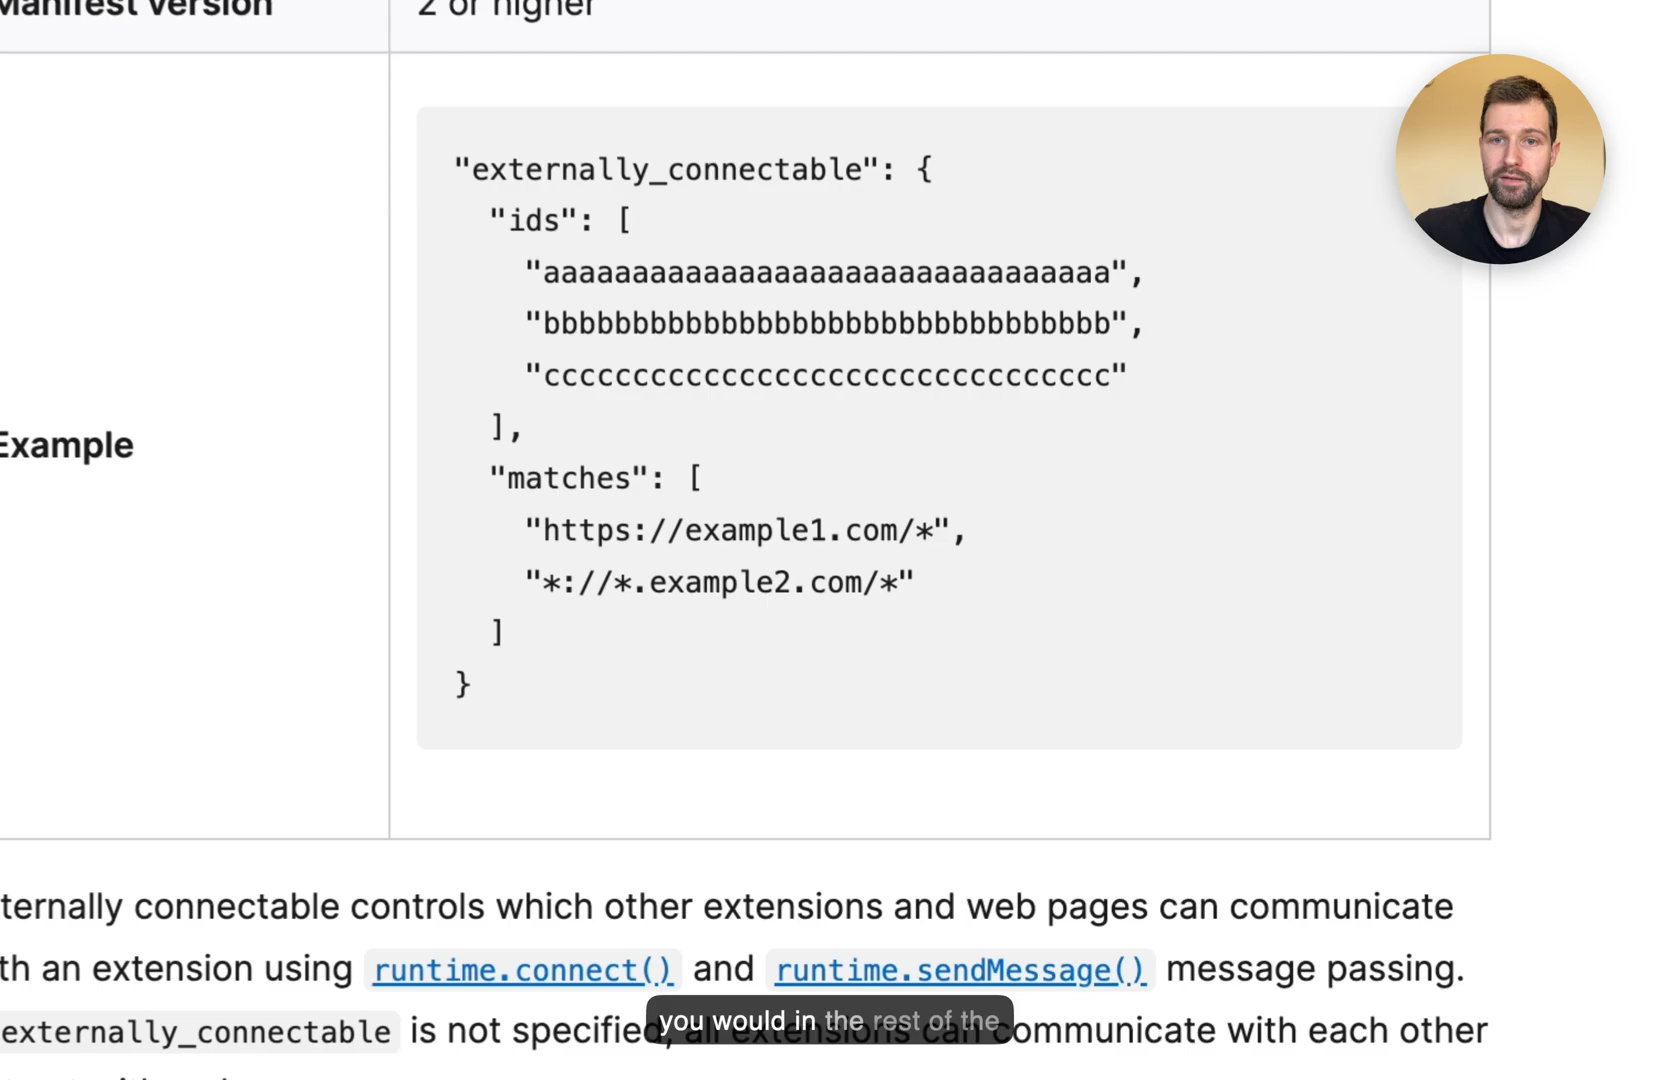 Manifest version 2 or higher
Example
"externally_connectable": {
"ids": [
"aaaaaaaaaaaaaaaaaaaaaaaaaaaaaaaa",
"bbbbbbbbbbbbbbbbbbbbbbbbbbbbbbbb",
"cccccccccccccccccccccccccccccccc"
],
"matches": [
"https://example1.com/*",
"*://*.example2.com/*"
]
}
ternally connectable controls which other extensions and web pages can communicate
th an extension using runtime.connect() and runtime.sendMessage() message passing.
externally_connectable is not specified, all extensions can communicate with each other
you would in the rest of the